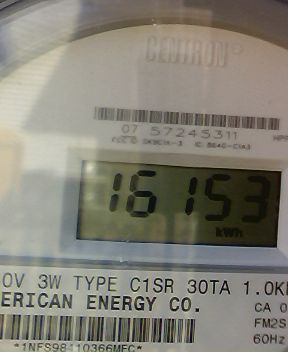 CENTRON®
07 57245311
16153
kWh
0V 3W TYPE C1SR 30TA 1.0K
ERICAN ENERGY CO.
CA 0
FM2S
60Hz